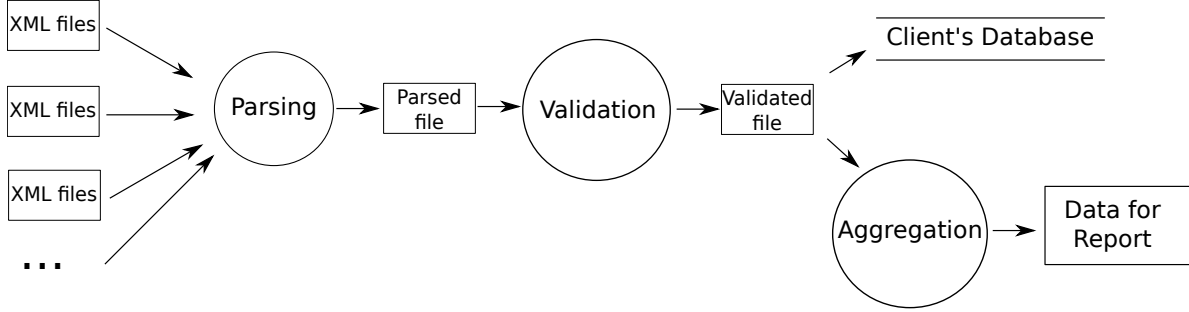 XML files
XML files
XML files
...
Parsing
Parsed
file
Validation
Validated
file
Client's Database
Aggregation
Data for
Report